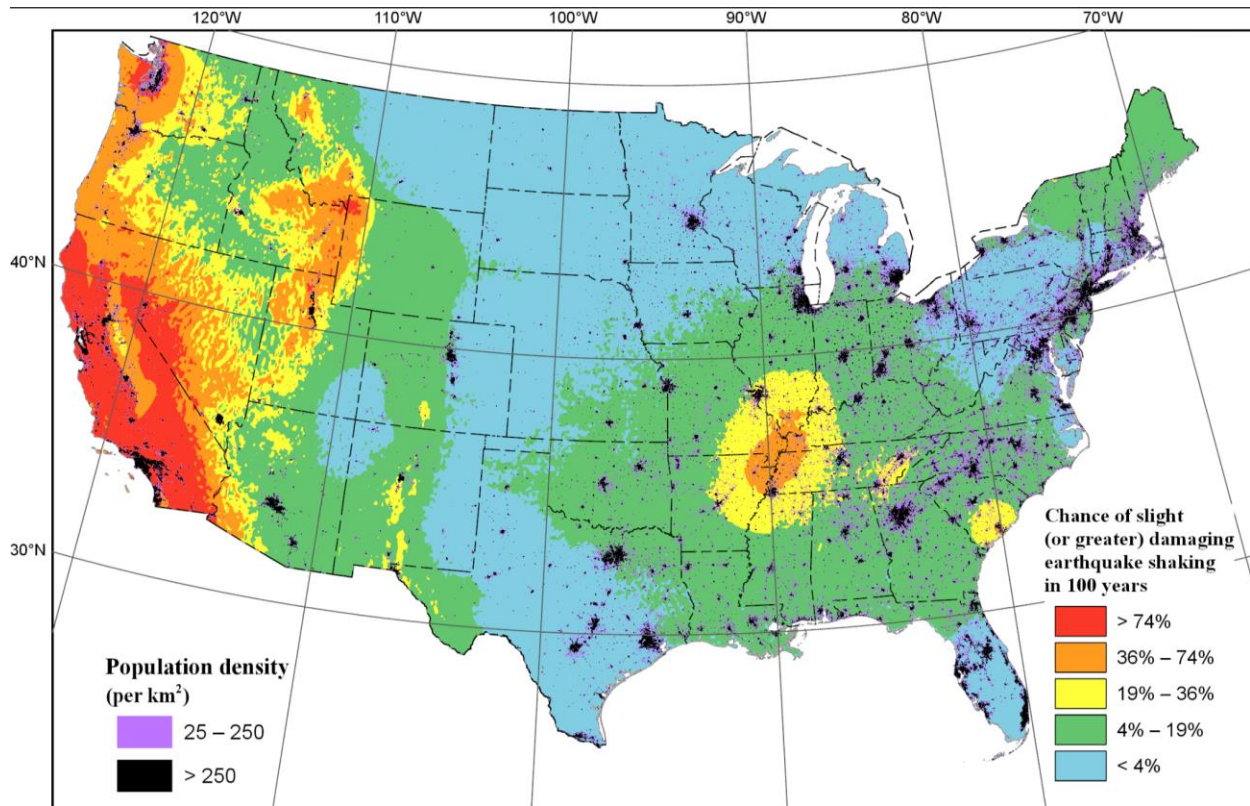 120°W
110°W
100°W
90°W
80°W
70°W
40°N
30°N
Population density
(per km²)
25 – 250
> 250
Chance of slight
(or greater) damaging
earthquake shaking
in 100 years
> 74%
36% – 74%
19% – 36%
4% – 19%
< 4%